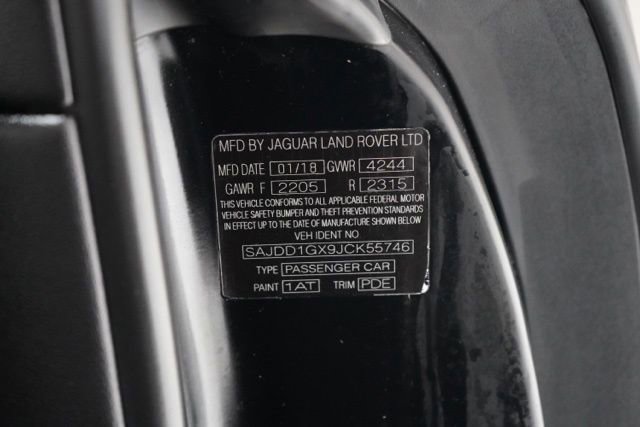 MFD BY JAGUAR LAND ROVER LTD
MFD DATE 01/18 GVWR 4244
GAWR F 2205 R 2315
THIS VEHICLE CONFORMS TO ALL APPLICABLE FEDERAL MOTOR
VEHICLE SAFETY BUMPER AND THEFT PREVENTION STANDARDS
IN EFFECT UP TO THE DATE OF MANUFACTURE SHOWN BELOW
VEH IDENT NO.
SAJDD1GX9JCK55746
TYPE PASSENGER CAR
PAINT 1AT TRIM PDE